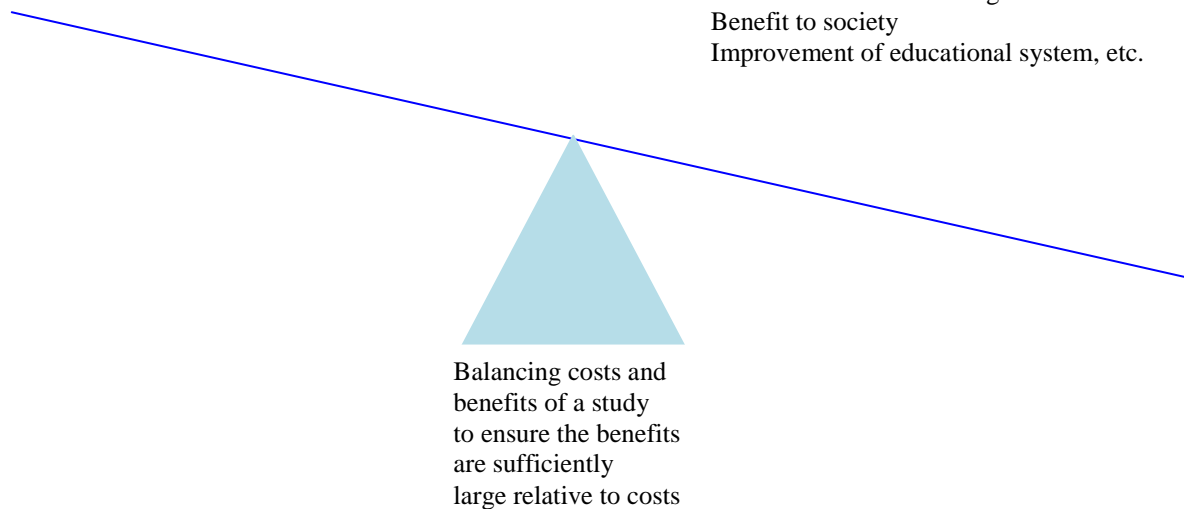 Benefit to society
Improvement of educational system, etc.
Balancing costs and
benefits of a study
to ensure the benefits
are sufficiently
large relative to costs